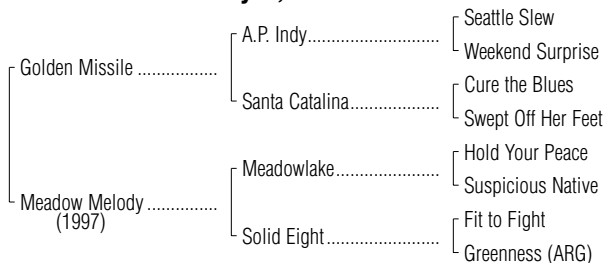 Seattle Slew
A.P. Indy......................
Weekend Surprise
Golden Missile .................
Cure the Blues
Santa Catalina....................
Swept Off Her Feet
Hold Your Peace
Meadowlake.......................
Suspicious Native
Meadow Melody ...............
(1997)
Fit to Fight
Solid Eight.........................
Greenness (ARG)